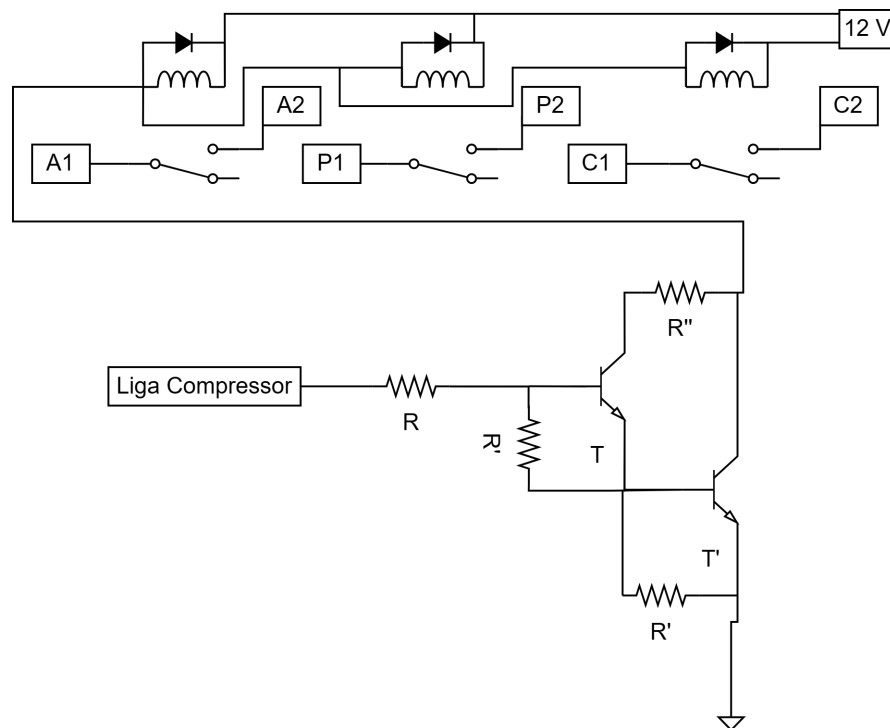 12 V
A2
P2
C2
A1
P1
C1
R"
Liga Compressor
R
R'
T
T'
R'